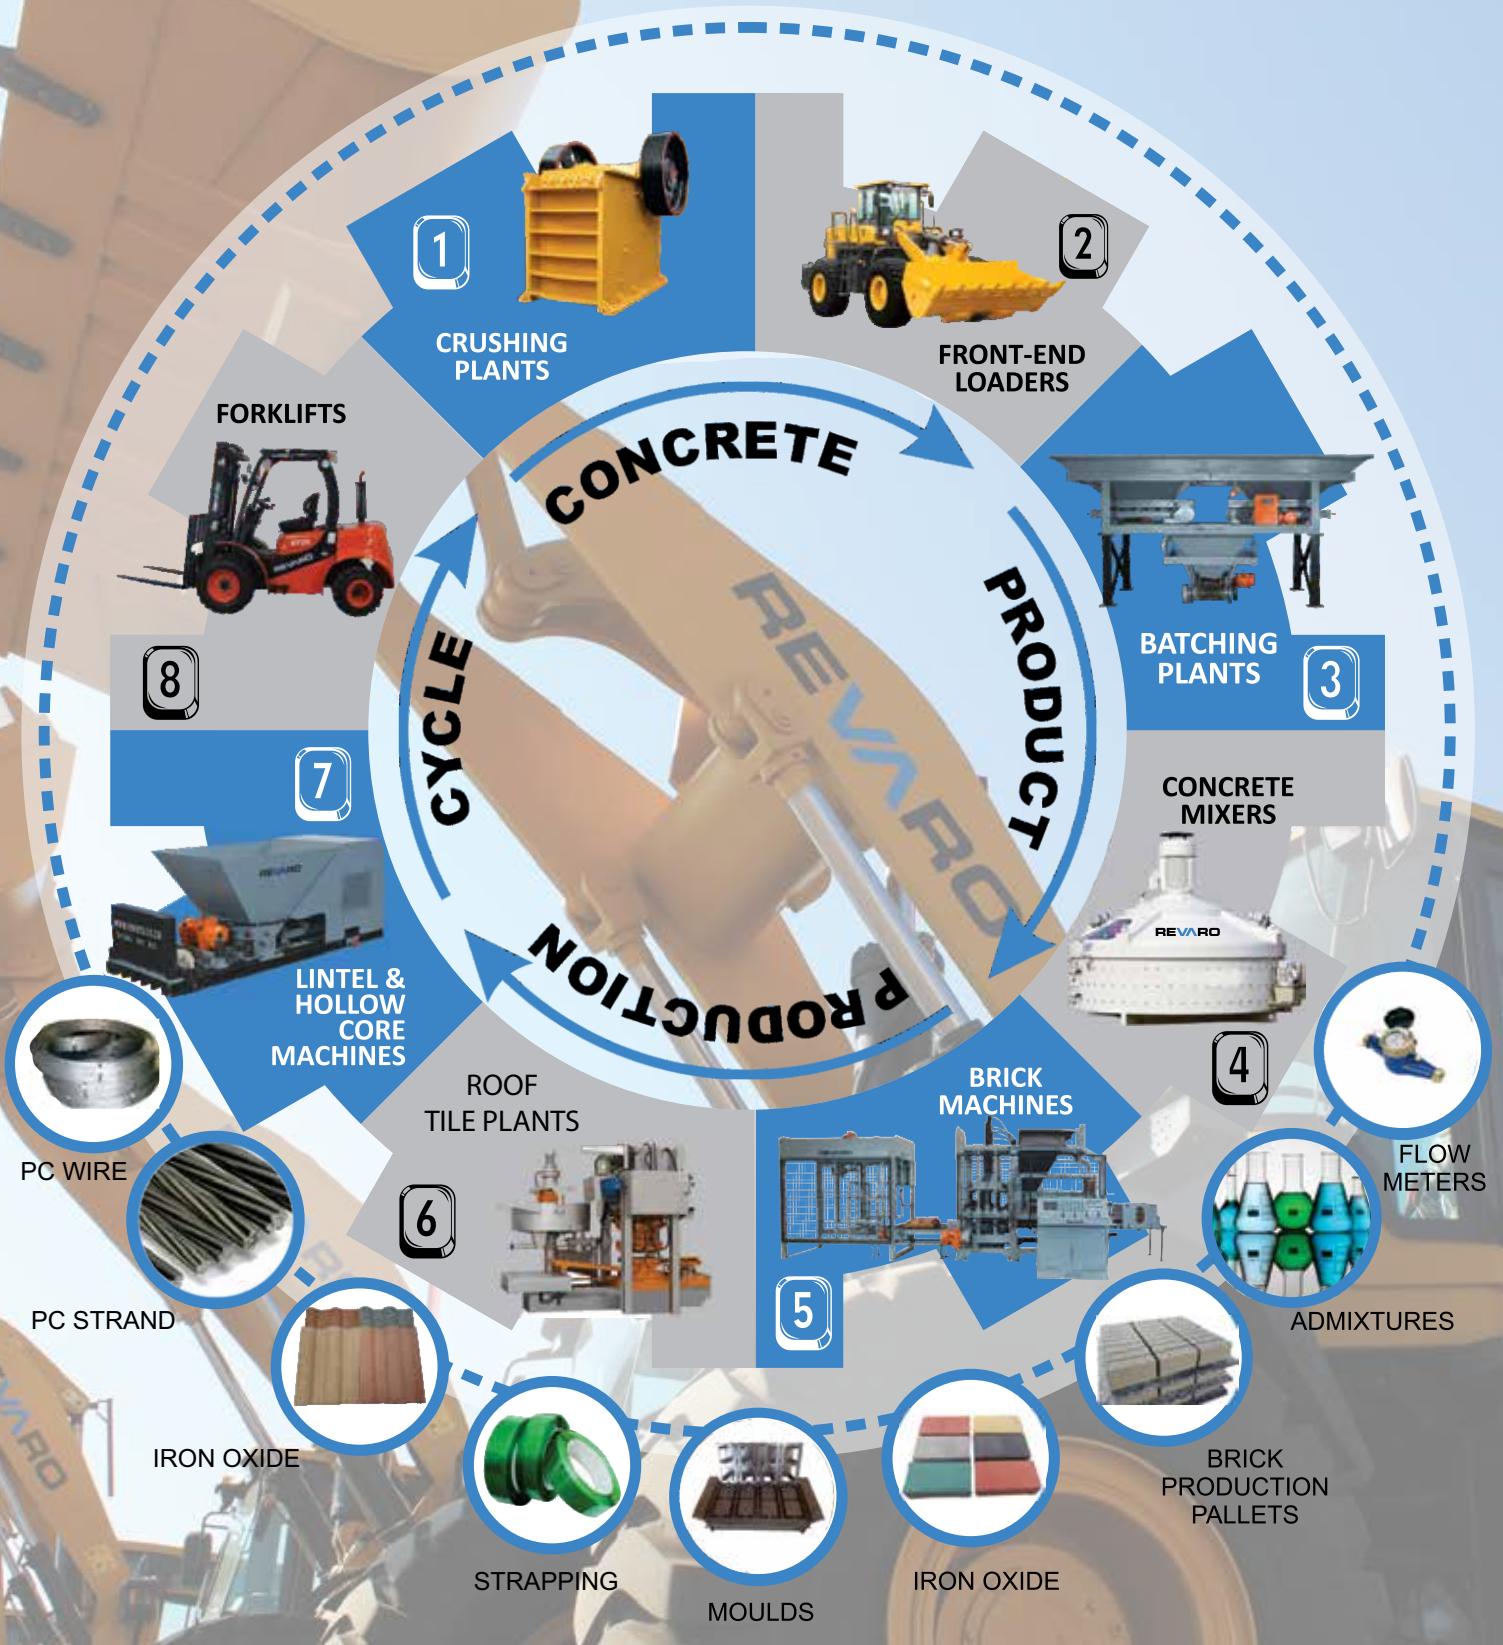 CONCRETE
PRODUCT
PRODUCTION
CYCLE
REVARO
1
CRUSHING
PLANTS
2
FRONT-END
LOADERS
3
BATCHING
PLANTS
CONCRETE
MIXERS
REVARO
4
BRICK
MACHINES
5
ROOF
TILE PLANTS
6
7
REVARO
LINTEL &
HOLLOW
CORE
MACHINES
FORKLIFTS
REVARO
8
PC WIRE
PC STRAND
IRON OXIDE
STRAPPING
MOULDS
IRON OXIDE
BRICK
PRODUCTION
PALLETS
ADMIXTURES
FLOW
METERS